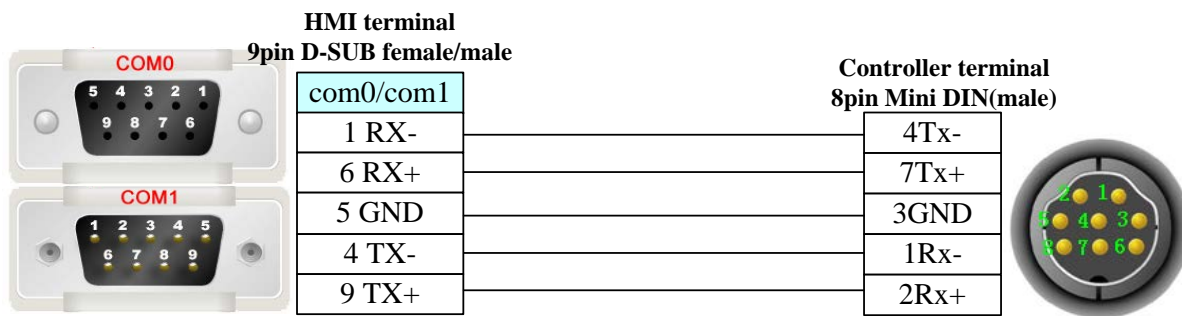 HMI terminal
9pin D-SUB female/male
COM0
5 4 3 2 1
9 8 7 6
COM1
1 2 3 4 5
6 7 8 9
com0/com1
1 RX-
6 RX+
5 GND
4 TX-
9 TX+
Controller terminal
8pin Mini DIN(male)
4Tx-
7Tx+
3GND
1Rx-
2Rx+
2 1
5 4 3
8 7 6